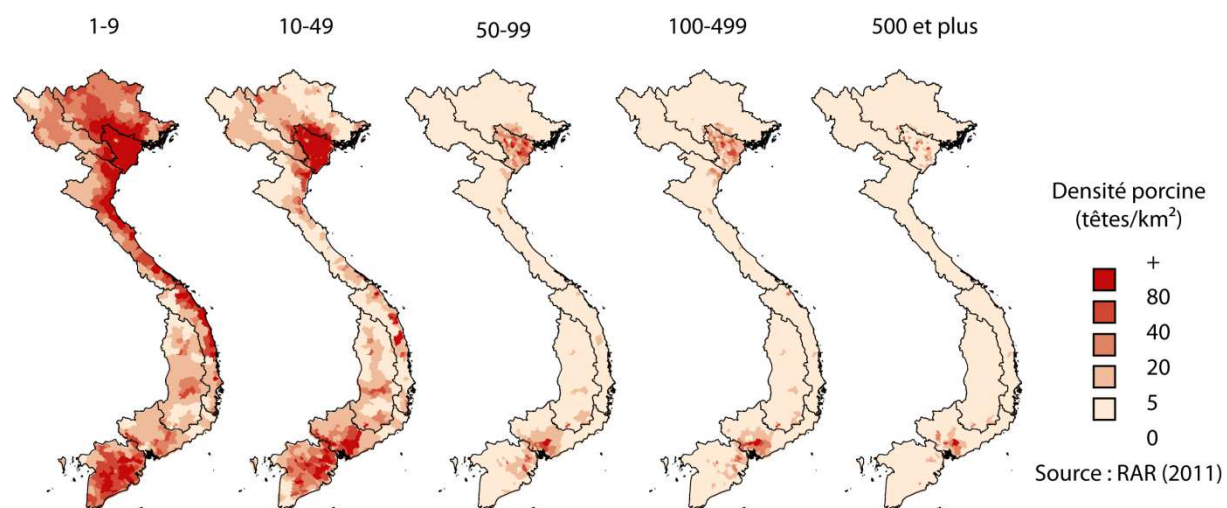 1-9
10-49
50-99
100-499
500 et plus
Densité porcine
(têtes/km²)
+
80
40
20
5
0
Source : RAR (2011)